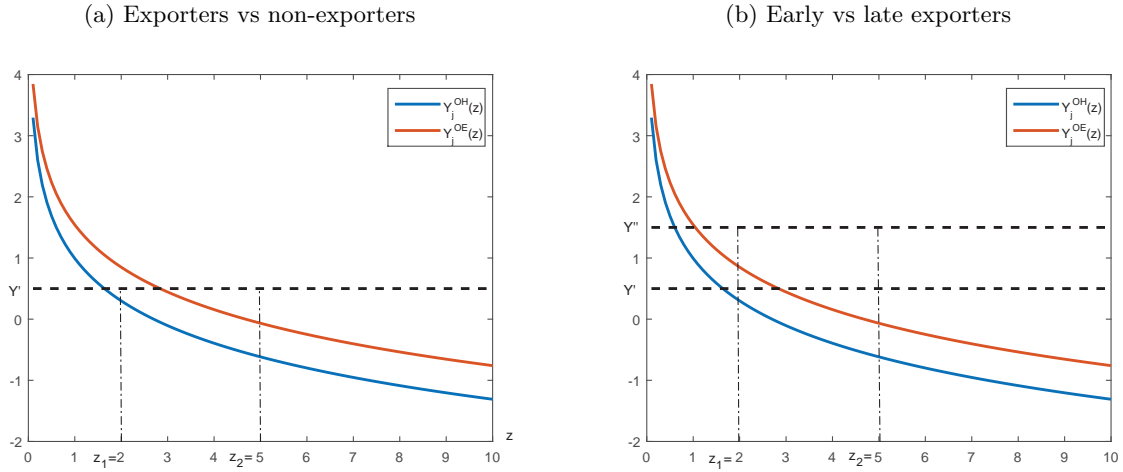 (a) Exporters vs non-exporters
4
3
2
1
Y'
0
-1
-2
0 1 z1=2 3 4 z2= 5 6 7 8 9 10
z
Y_j^OH(z)
Y_j^OE(z)
(b) Early vs late exporters
4
3
2
Y''
1
Y'
0
-1
-2
0 1 z1=2 3 4 z2= 5 6 7 8 9 10
Y_j^OH(z)
Y_j^OE(z)